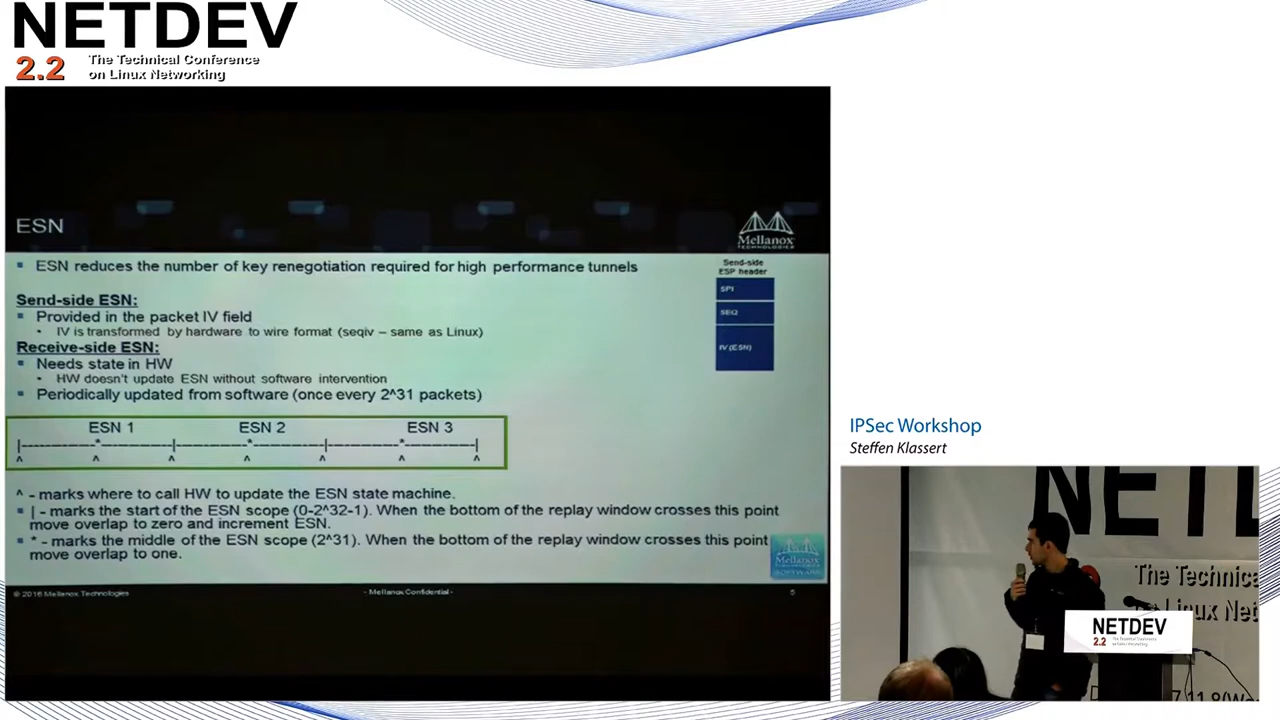 NETDEV
2.2 The Technical Conference
on Linux Networking
ESN
Mellanox
TECHNOLOGIES
ESN reduces the number of key renegotiation required for high performance tunnels
Send-side
ESP header
SPI
SEQ
IV (ESN)
Send-side ESN:
Provided in the packet IV field
IV is transformed by hardware to wire format (seqiv – same as Linux)
Receive-side ESN:
Needs state in HW
HW doesn't update ESN without software intervention
Periodically updated from software (once every 2^31 packets)
ESN 1 ESN 2 ESN 3
|-----------*-----------|-----------*-----------|-----------*-----------|
^ ^ ^ ^ ^ ^ ^
^ - marks where to call HW to update the ESN state machine.
| - marks the start of the ESN scope (0-2^32-1). When the bottom of the replay window crosses this point
move overlap to zero and increment ESN.
* - marks the middle of the ESN scope (2^31). When the bottom of the replay window crosses this point
move overlap to one.
Mellanox
© 2016 Mellanox Technologies - Mellanox Confidential - 5
IPSec Workshop
Steffen Klassert
NETL
The Technica
Linux Net
NETDEV
2.2
7.11.8(We